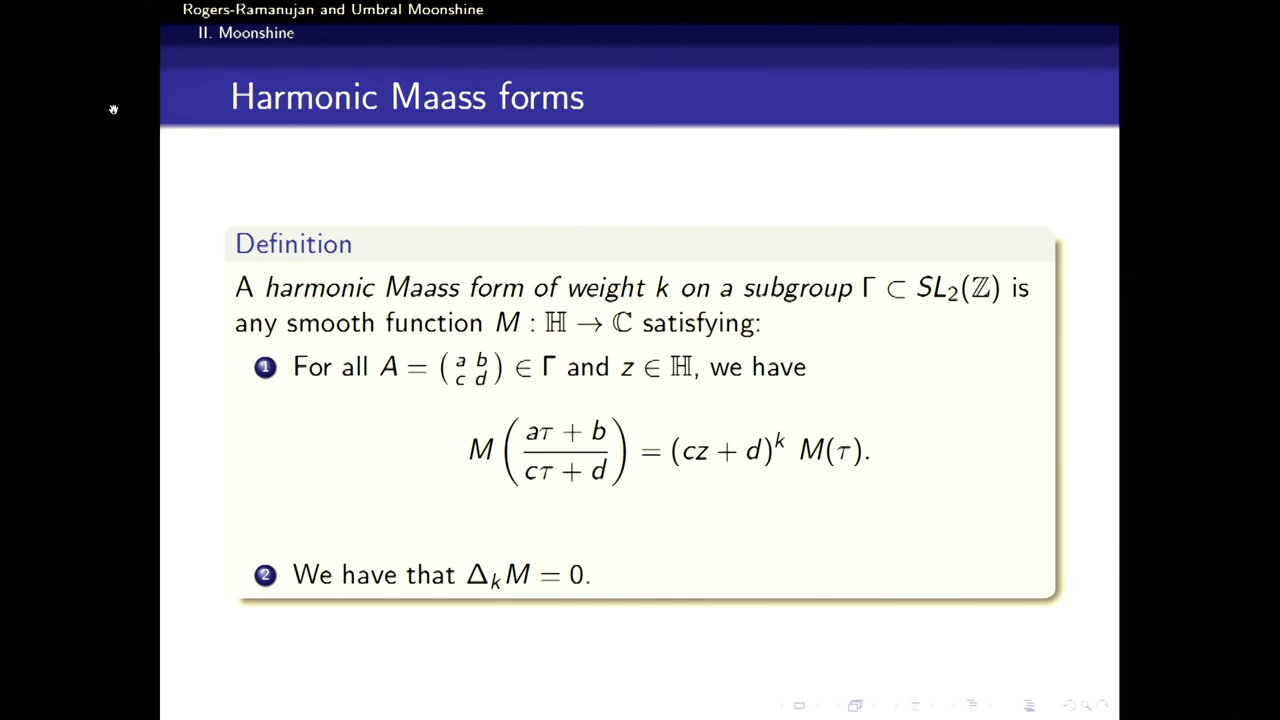 Rogers-Ramanujan and Umbral Moonshine
II. Moonshine
Harmonic Maass forms
Definition
A harmonic Maass form of weight k on a subgroup Γ ⊂ SL₂(ℤ) is
any smooth function M : ℍ → ℂ satisfying:
1 For all A = (a b; c d) ∈ Γ and z ∈ ℍ, we have
M((aτ + b)/(cτ + d)) = (cz + d)ᵏ M(τ).
2 We have that ΔₖM = 0.